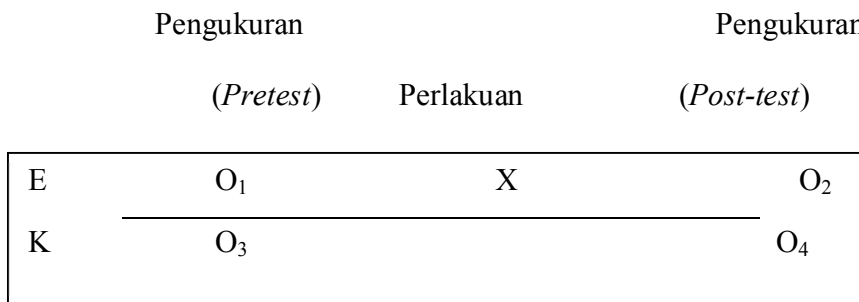 Pengukuran Pengukuran
(Pretest) Perlakuan (Post-test)
E O₁ X O₂
K O₃ O₄